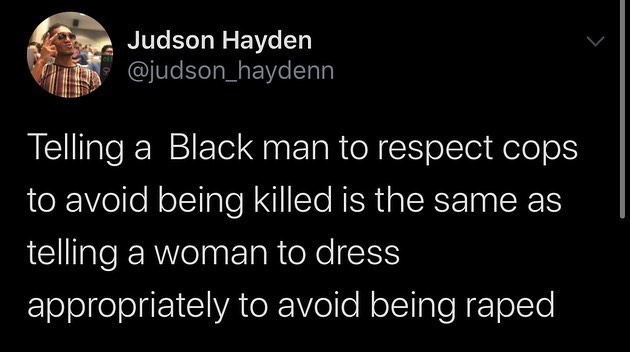 Judson Hayden
@judson_haydenn
Telling a  Black man to respect cops
to avoid being killed is the same as
telling a woman to dress
appropriately to avoid being raped